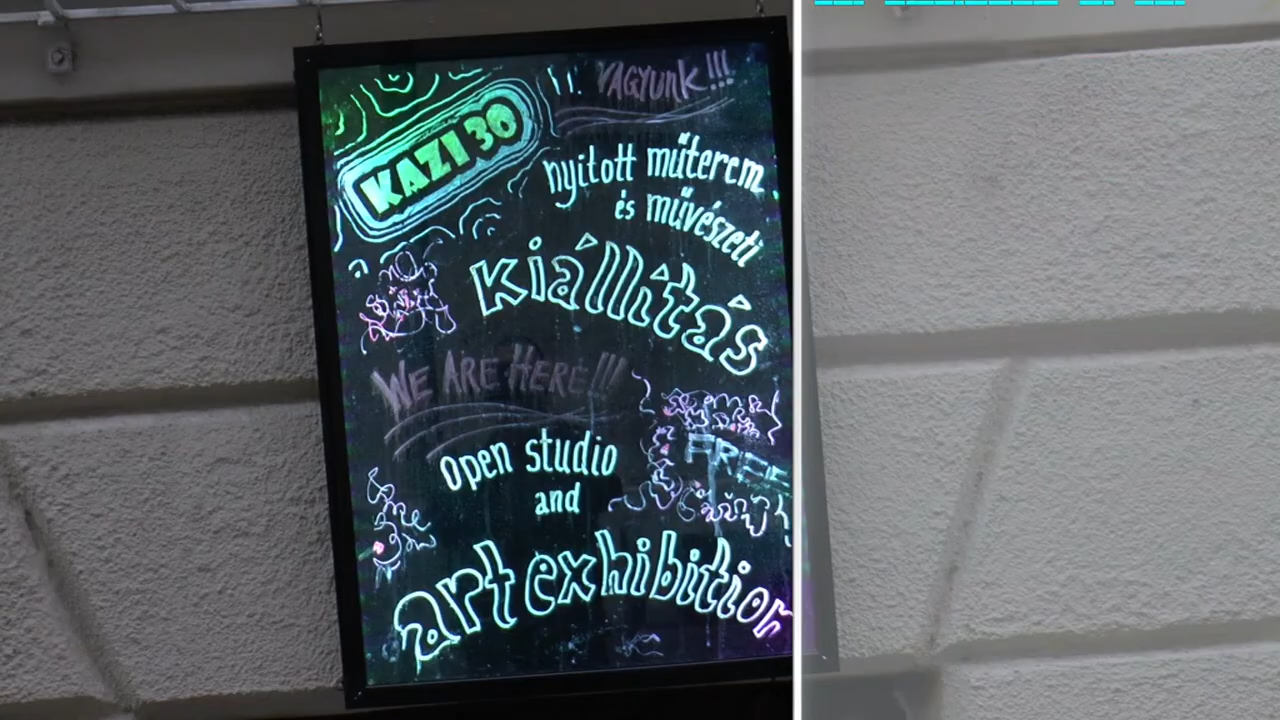 KAZI 30
VAGYUNK!!!
nyitott műterem
és művészeti
kiállítás
WE ARE HERE!!!
FREE
open studio
and
art exhibition